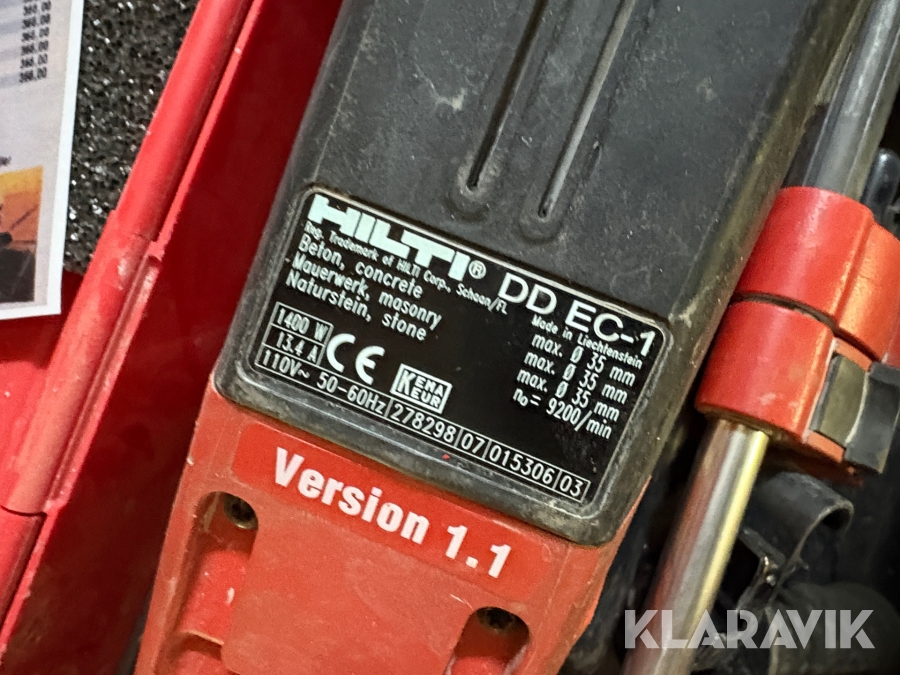 368.00
HILTI® DD EC-1
Reg. Trademark of HILTI Corp., Schaan/FL
Made in Liechtenstein
Beton, concrete max. Ø 35 mm
Mauerwerk, masonry max. Ø 35 mm
Naturstein, stone max. Ø 35 mm
n₀ = 9200/min
1400 W
13.4 A
110V~ 50-60Hz
CE
KEMA
KEUR
278298 07 015306 03
Version 1.1
KLARAVIK